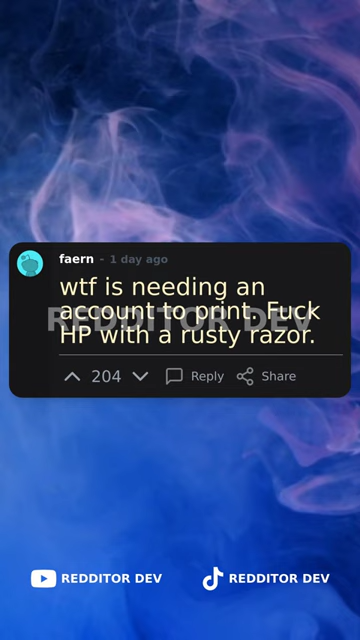 faern - 1 day ago
wtf is needing an
account to print. Fuck
REDDITOR DEV
HP with a rusty razor.
204 Reply Share
REDDITOR DEV REDDITOR DEV